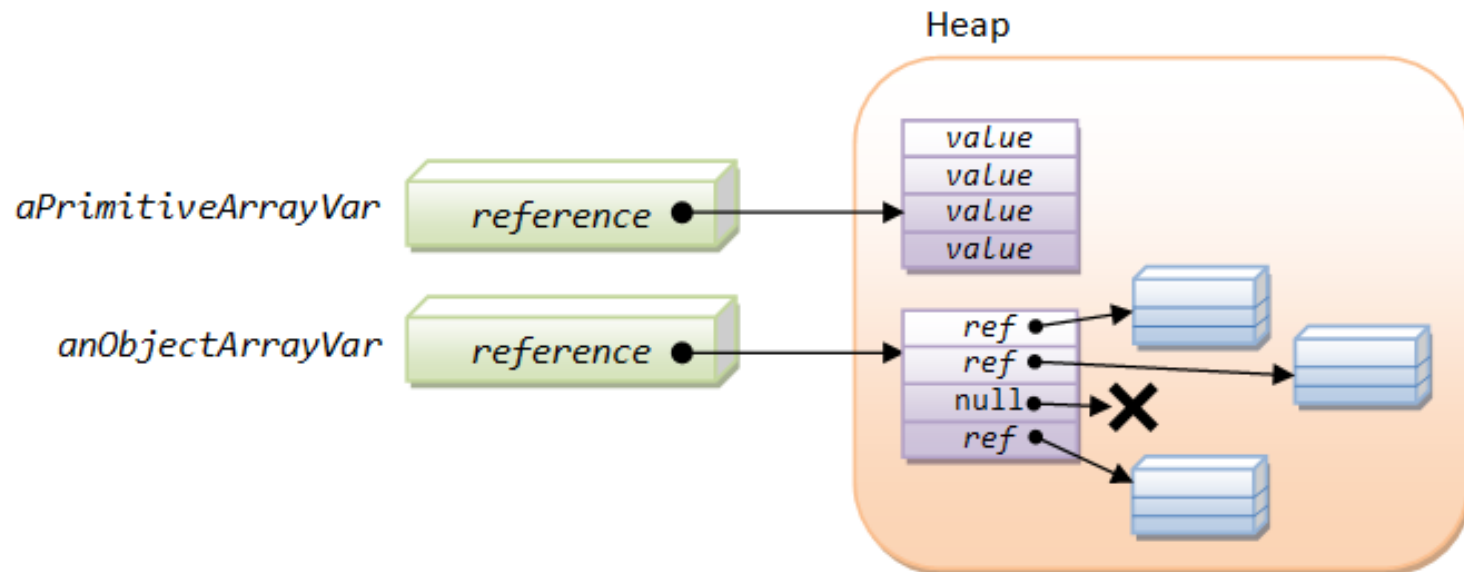 Heap
aPrimitiveArrayVar
reference
value
value
value
value
anObjectArrayVar
reference
ref
ref
null
ref